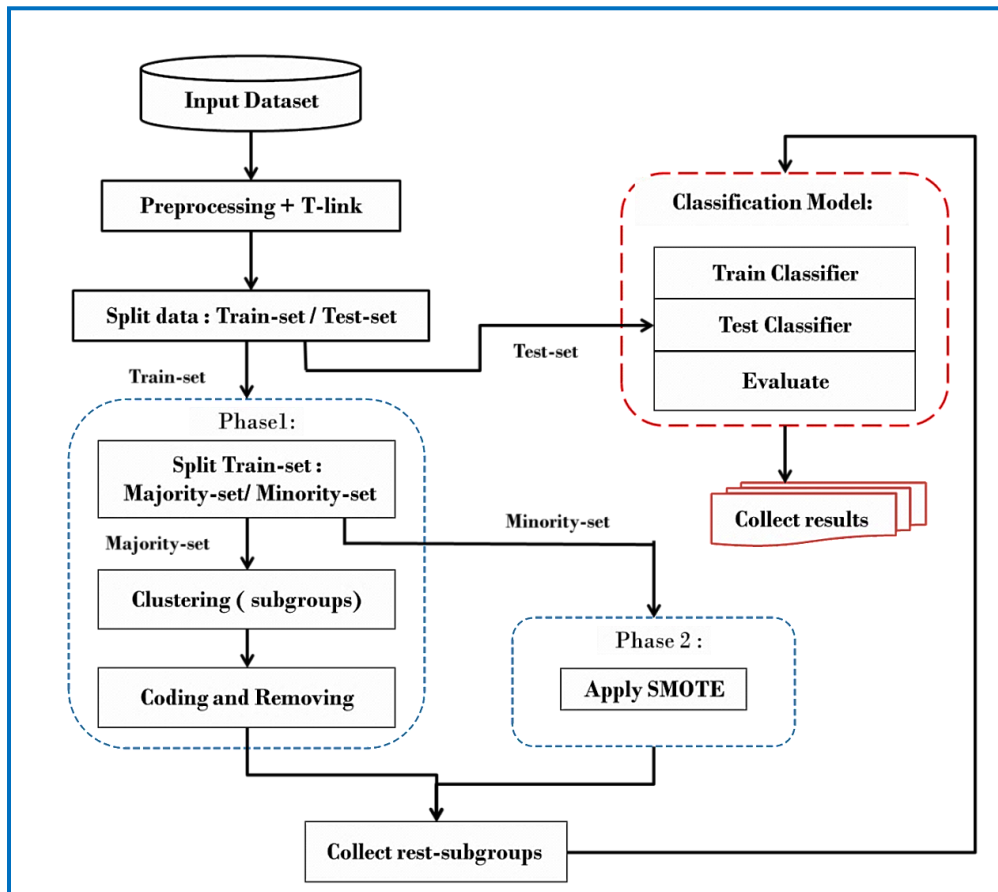 Input Dataset
Preprocessing + T-link
Split data : Train-set / Test-set
Train-set
Test-set
Classification Model:
Train Classifier
Test Classifier
Evaluate
Collect results
Phase1:
Split Train-set :
Majority-set/ Minority-set
Majority-set
Minority-set
Clustering ( subgroups)
Coding and Removing
Phase 2 :
Apply SMOTE
Collect rest-subgroups